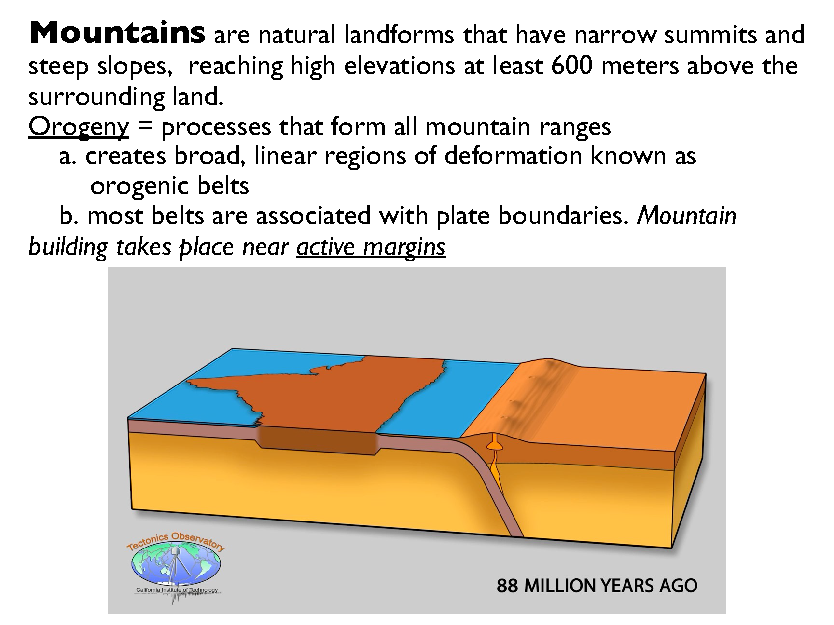 Mountains are natural landforms that have narrow summits and
steep slopes, reaching high elevations at least 600 meters above the
surrounding land.
Orogeny = processes that form all mountain ranges
a. creates broad, linear regions of deformation known as
orogenic belts
b. most belts are associated with plate boundaries. Mountain
building takes place near active margins
Tectonics Observatory
California Institute of Technology
88 MILLION YEARS AGO